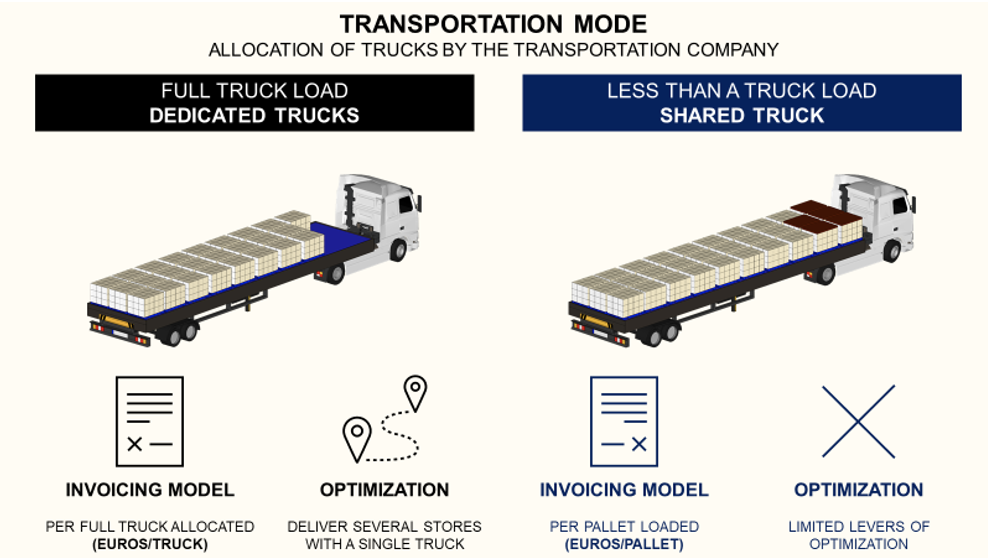 TRANSPORTATION MODE
ALLOCATION OF TRUCKS BY THE TRANSPORTATION COMPANY
FULL TRUCK LOAD
DEDICATED TRUCKS
LESS THAN A TRUCK LOAD
SHARED TRUCK
INVOICING MODEL
PER FULL TRUCK ALLOCATED
(EUROS/TRUCK)
OPTIMIZATION
DELIVER SEVERAL STORES
WITH A SINGLE TRUCK
INVOICING MODEL
PER PALLET LOADED
(EUROS/PALLET)
OPTIMIZATION
LIMITED LEVERS OF
OPTIMIZATION